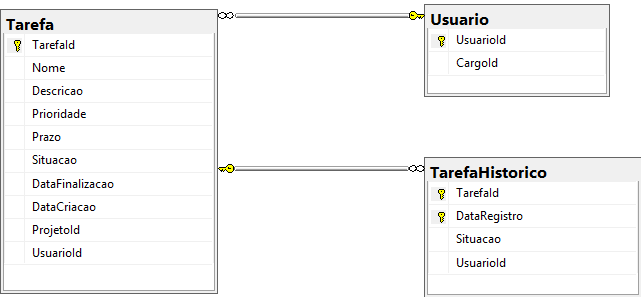 Tarefa
TarefaId
Nome
Descricao
Prioridade
Prazo
Situacao
DataFinalizacao
DataCriacao
ProjetoId
UsuarioId
Usuario
UsuarioId
CargoId
TarefaHistorico
TarefaId
DataRegistro
Situacao
UsuarioId